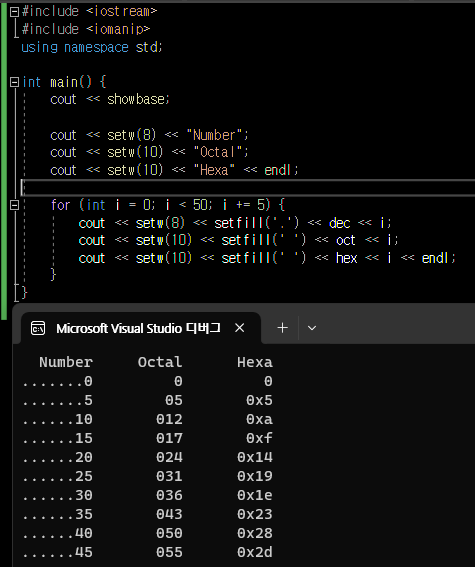 #include <iostream>
#include <iomanip>
using namespace std;
int main() {
cout << showbase;
cout << setw(8) << "Number";
cout << setw(10) << "Octal";
cout << setw(10) << "Hexa" << endl;
for (int i = 0; i < 50; i += 5) {
cout << setw(8) << setfill('.') << dec << i;
cout << setw(10) << setfill(' ') << oct << i;
cout << setw(10) << setfill(' ') << hex << i << endl;
}
}
Microsoft Visual Studio 디버그
Number Octal Hexa
.......0 0 0
.......5 05 0x5
......10 012 0xa
......15 017 0xf
......20 024 0x14
......25 031 0x19
......30 036 0x1e
......35 043 0x23
......40 050 0x28
......45 055 0x2d